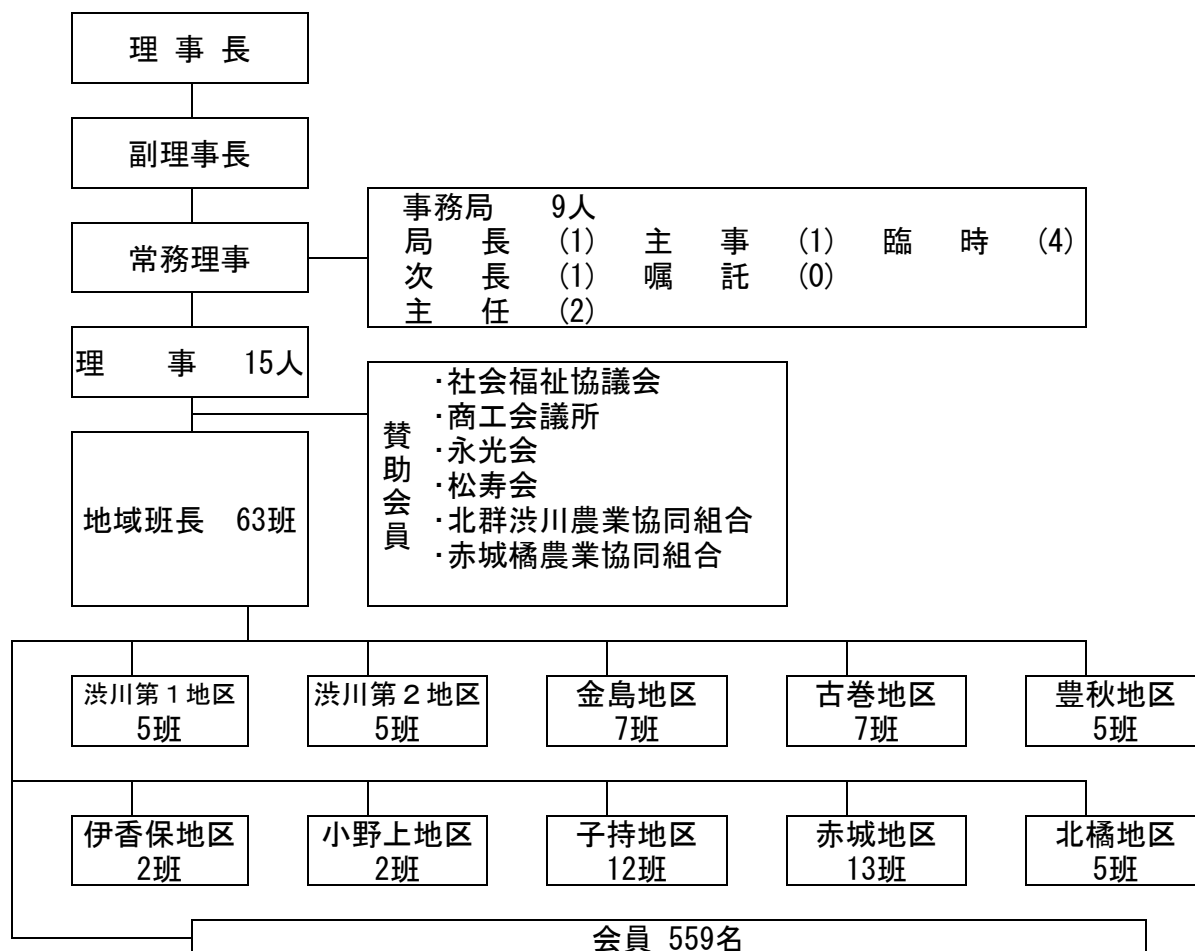 理 事 長
副理事長
常務理事
事務局 9人
局 長 (1) 主 事 (1) 臨 時 (4)
次 長 (1) 嘱 託 (0)
主 任 (2)
理 事 15人
賛助会員
・社会福祉協議会
・商工会議所
・永光会
・松寿会
・北群渋川農業協同組合
・赤城橘農業協同組合
地域班長 63班
渋川第1地区
5班
渋川第2地区
5班
金島地区
7班
古巻地区
7班
豊秋地区
5班
伊香保地区
2班
小野上地区
2班
子持地区
12班
赤城地区
13班
北橘地区
5班
会員 559名